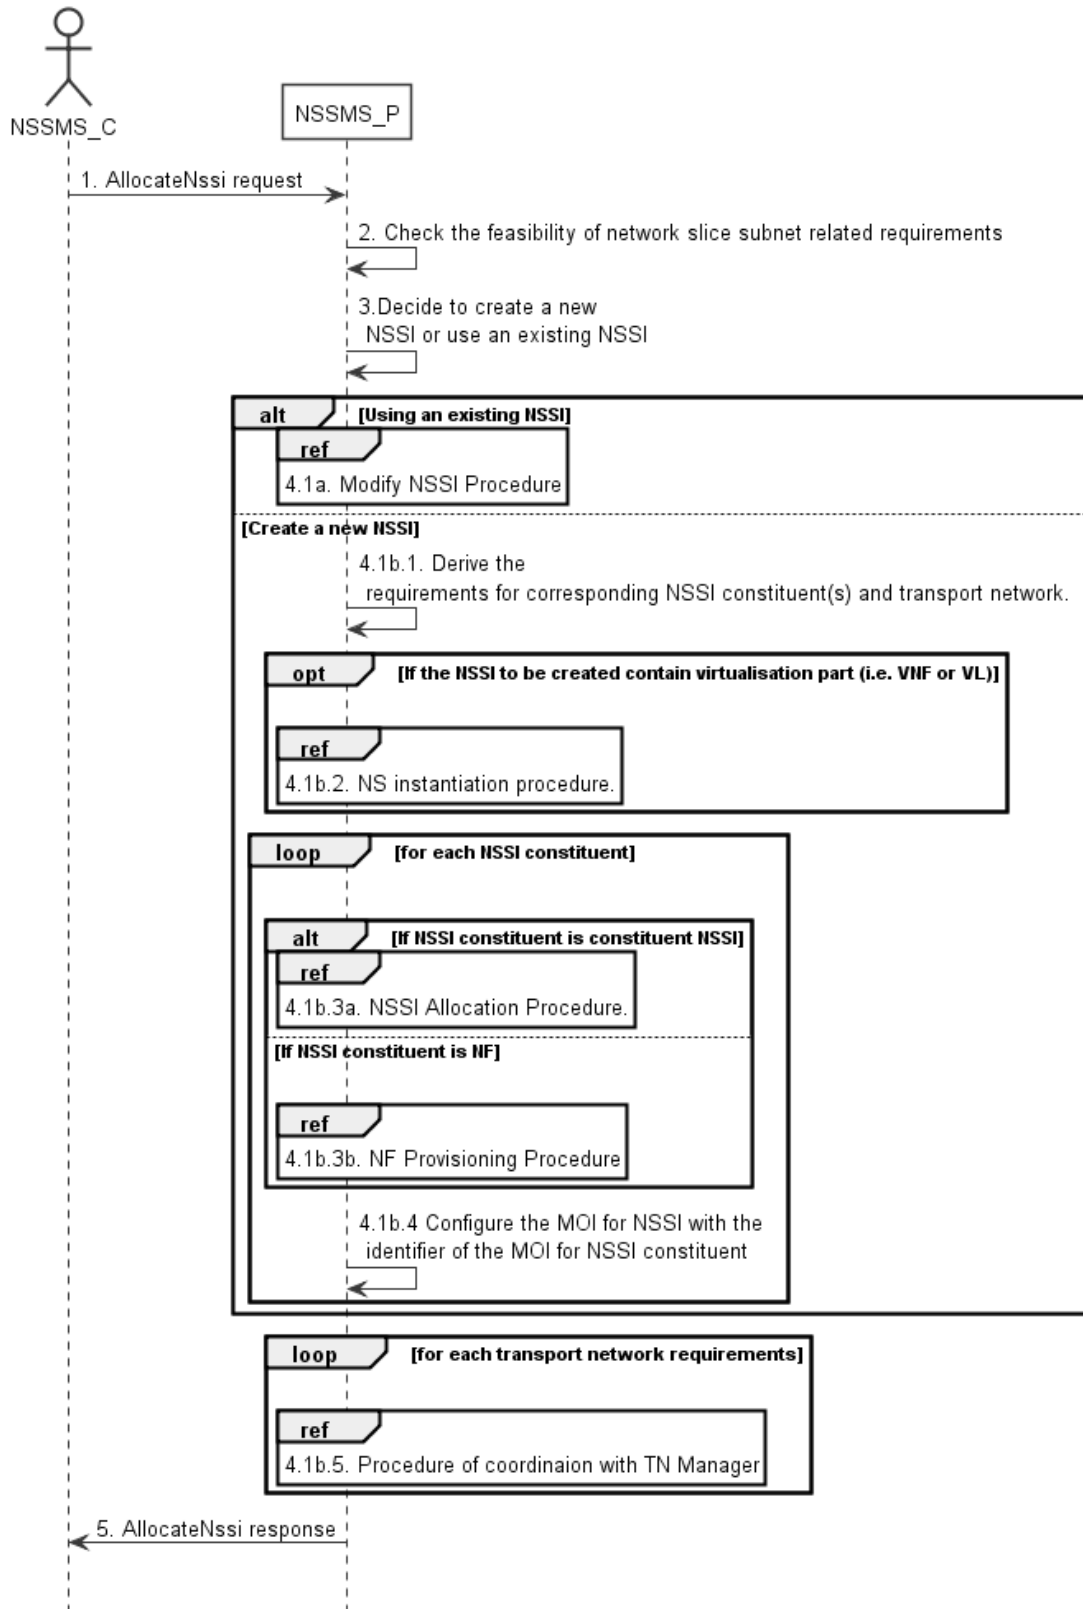 NSSMS_C
NSSMS_P
1. AllocateNssi request
2. Check the feasibility of network slice subnet related requirements
3.Decide to create a new
NSSI or use an existing NSSI
alt
[Using an existing NSSI]
ref
4.1a. Modify NSSI Procedure
[Create a new NSSI]
4.1b.1. Derive the
requirements for corresponding NSSI constituent(s) and transport network.
opt
[If the NSSI to be created contain virtualisation part (i.e. VNF or VL)]
ref
4.1b.2. NS instantiation procedure.
loop
[for each NSSI constituent]
alt
[If NSSI constituent is constituent NSSI]
ref
4.1b.3a. NSSI Allocation Procedure.
[If NSSI constituent is NF]
ref
4.1b.3b. NF Provisioning Procedure
4.1b.4 Configure the MOI for NSSI with the
identifier of the MOI for NSSI constituent
loop
[for each transport network requirements]
ref
4.1b.5. Procedure of coordinaion with TN Manager
5. AllocateNssi response